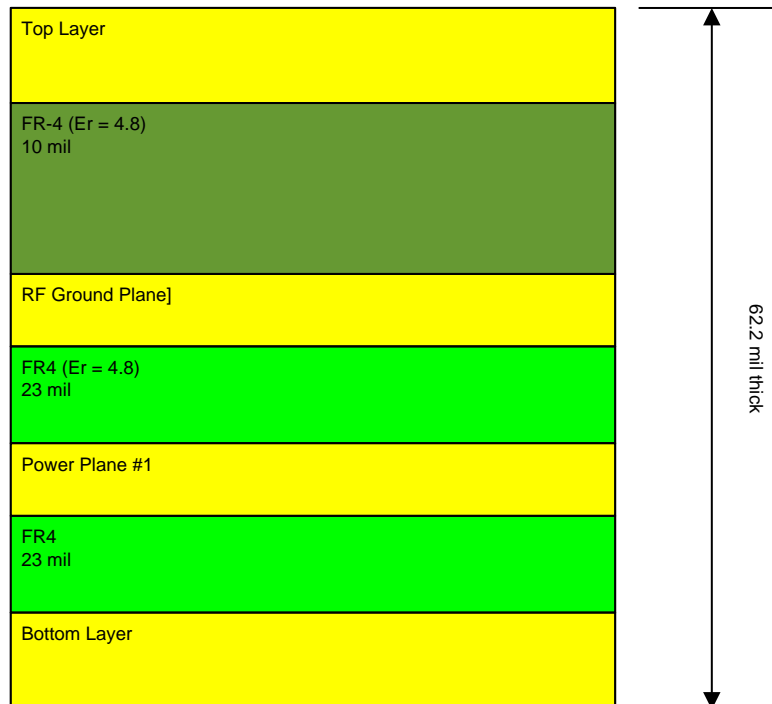 Top Layer
FR-4 (Er = 4.8)
10 mil
RF Ground Plane]
FR4 (Er = 4.8)
23 mil
Power Plane #1
FR4
23 mil
Bottom Layer
62.2 mil thick